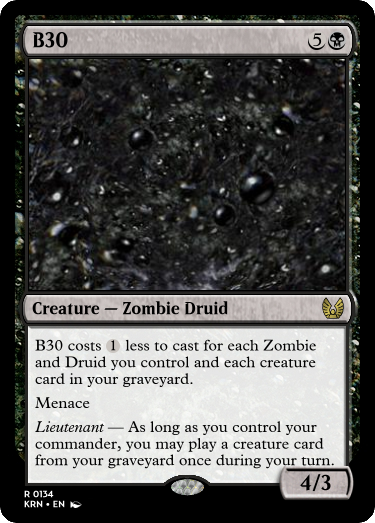 B30
5
Creature — Zombie Druid
B30 costs 1 less to cast for each Zombie
and Druid you control and each creature
card in your graveyard.
Menace
Lieutenant — As long as you control your
commander, you may play a creature card
from your graveyard once during your turn.
4/3
R 0134
KRN • EN